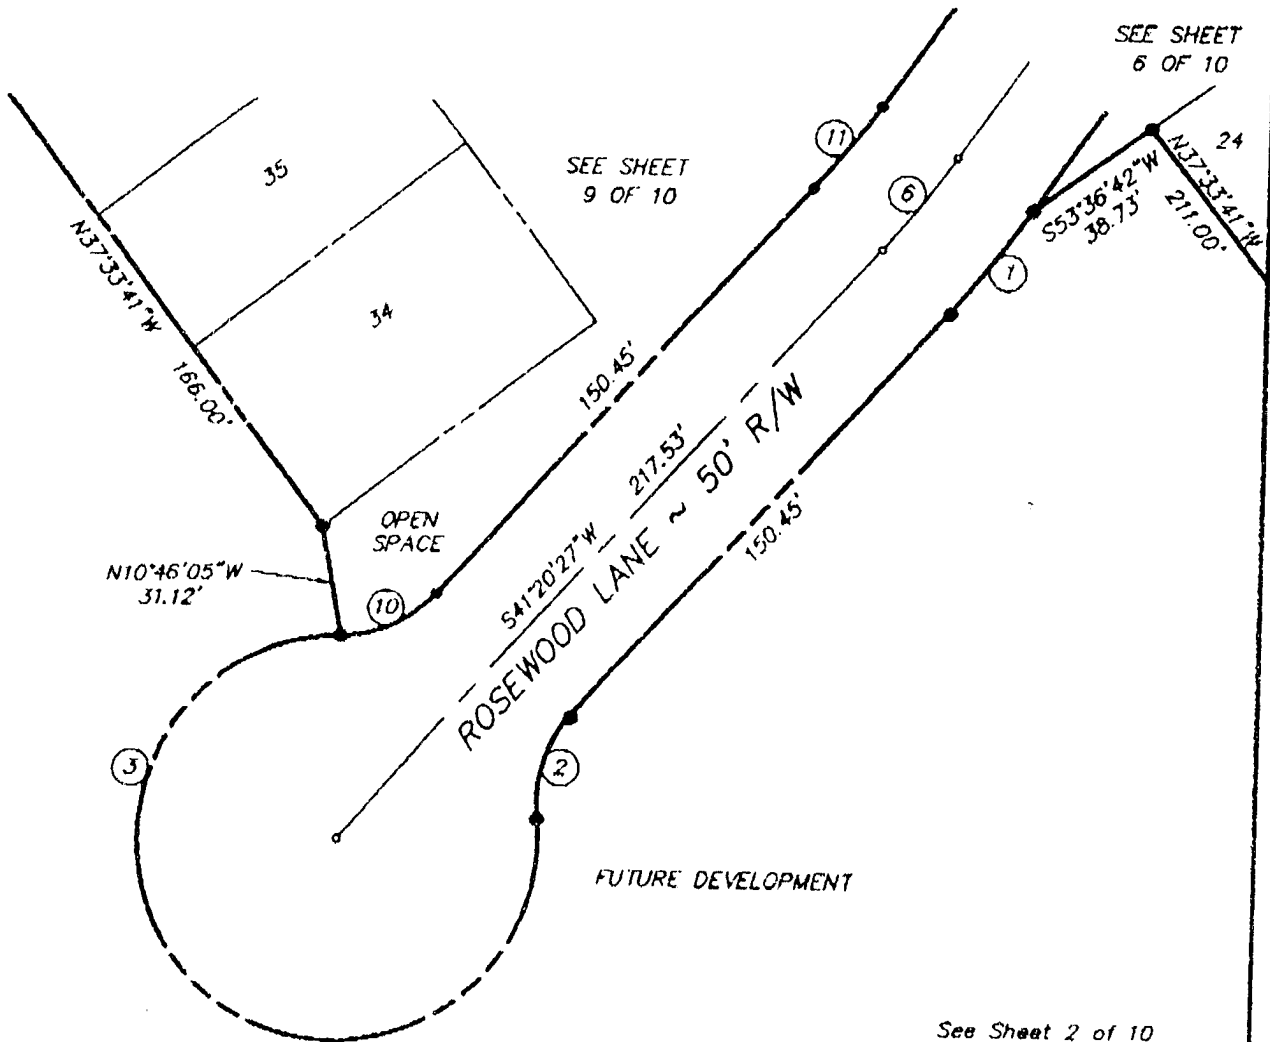 SEE SHEET
6 OF 10
11
24
35
SEE SHEET
9 OF 10
N37°33'41"W
211.00'
6
S53°36'42"W
38.73'
1
N37°33'41"W
166.00'
34
150.45'
217.53'
S41°20'27"W
ROSEWOOD LANE ~ 50' R/W
150.45'
OPEN
SPACE
N10°46'05"W
31.12'
10
3
2
FUTURE DEVELOPMENT
See Sheet 2 of 10